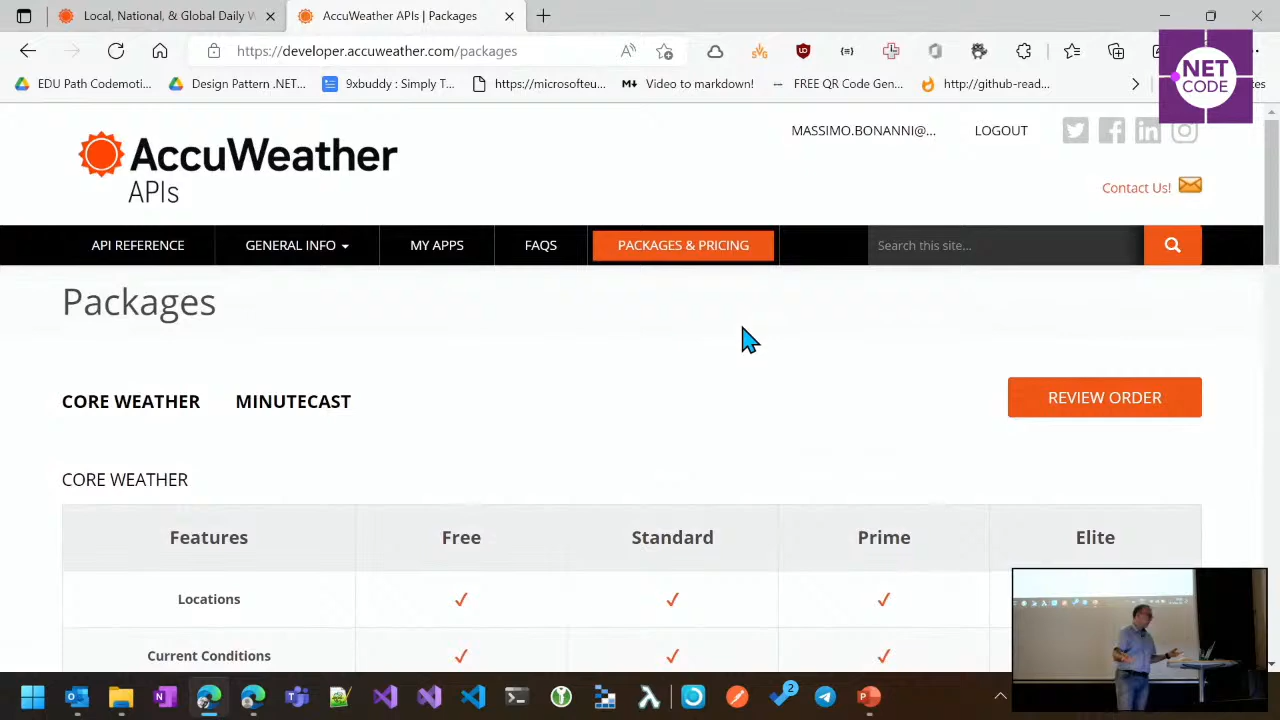 Local, National, & Global Daily W
AccuWeather APIs | Packages
https://developer.accuweather.com/packages
EDU Path Codemoti...
Design Pattern .NET...
9xbuddy : Simply T...
https://microsofteu...
Video to markdown!
FREE QR Code Gen...
http://github-read...
.NET
CODE
MASSIMO.BONANNI@...
LOGOUT
AccuWeather
APIs
Contact Us!
API REFERENCE
GENERAL INFO
MY APPS
FAQS
PACKAGES & PRICING
Search this site...
Packages
CORE WEATHER
MINUTECAST
REVIEW ORDER
CORE WEATHER
Features
Free
Standard
Prime
Elite
Locations
Current Conditions
2